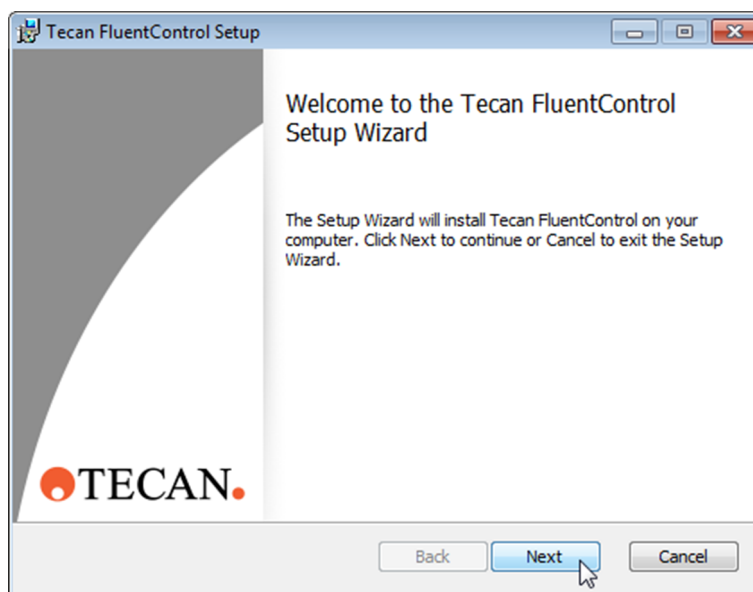 Tecan FluentControl Setup
Welcome to the Tecan FluentControl
Setup Wizard
The Setup Wizard will install Tecan FluentControl on your
computer. Click Next to continue or Cancel to exit the Setup
Wizard.
TECAN.
Back
Next
Cancel